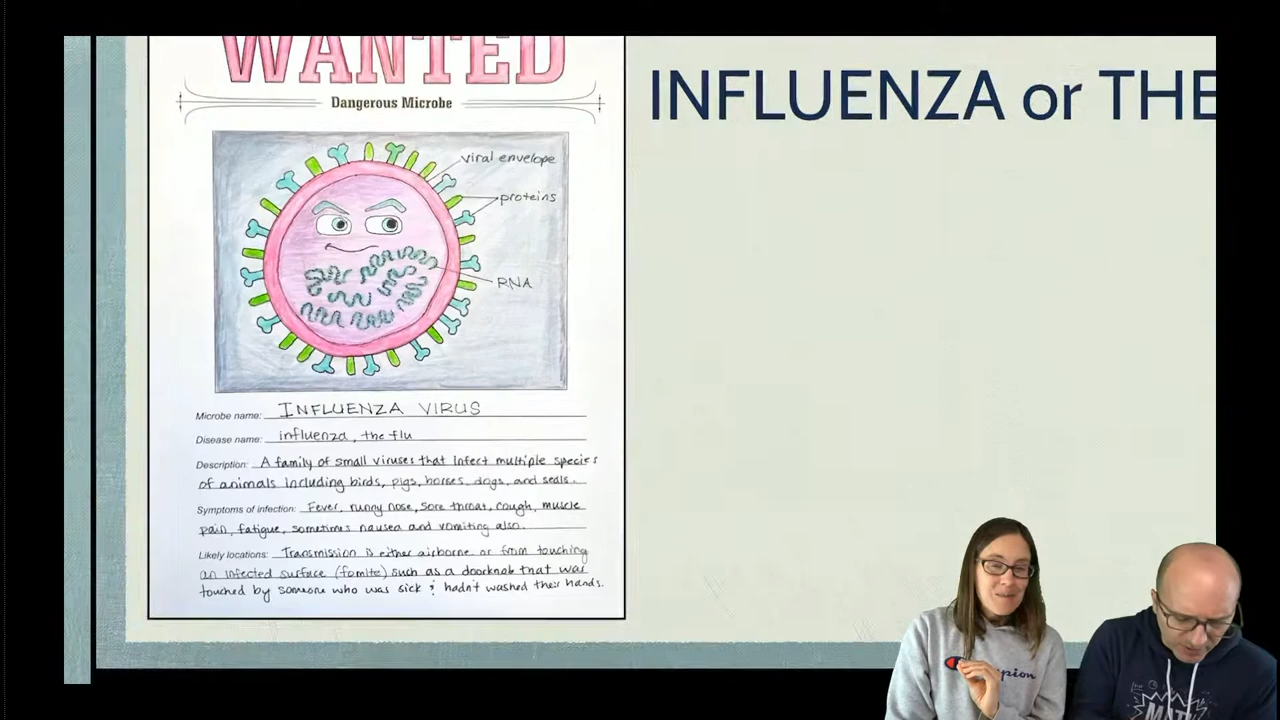 WANTED
Dangerous Microbe
INFLUENZA or THE
viral envelope
proteins
RNA
Microbe name: INFLUENZA VIRUS
Disease name: influenza, the flu
Description: A family of small viruses that infect multiple species
of animals including birds, pigs, horses, dogs, and seals.
Symptoms of infection: Fever, runny nose, sore throat, cough, muscle
pain, fatigue, sometimes nausea and vomiting also.
Likely locations: Transmission is either airborne or from touching
an infected surface (fomite) such as a doorknob that was
touched by someone who was sick & hadn't washed their hands.
MATH